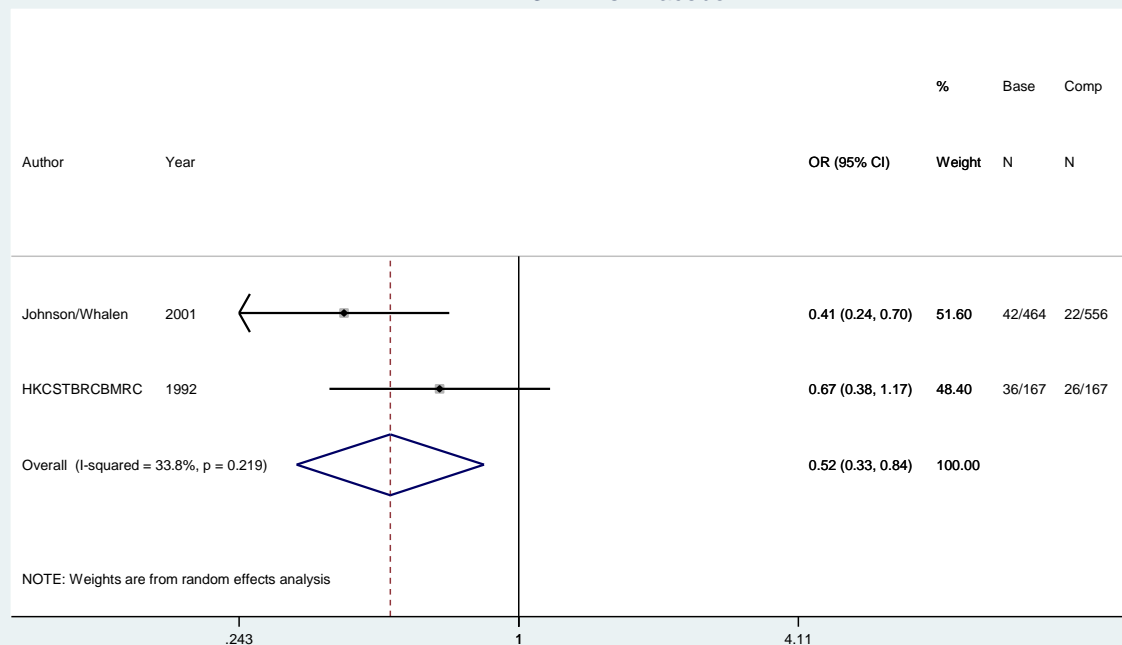 % Base Comp
Author Year OR (95% CI) Weight N N
Johnson/Whalen 2001 0.41 (0.24, 0.70) 51.60 42/464 22/556
HKCSTBRCBMRC 1992 0.67 (0.38, 1.17) 48.40 36/167 26/167
Overall (I-squared = 33.8%, p = 0.219) 0.52 (0.33, 0.84) 100.00
NOTE: Weights are from random effects analysis
.243 1 4.11